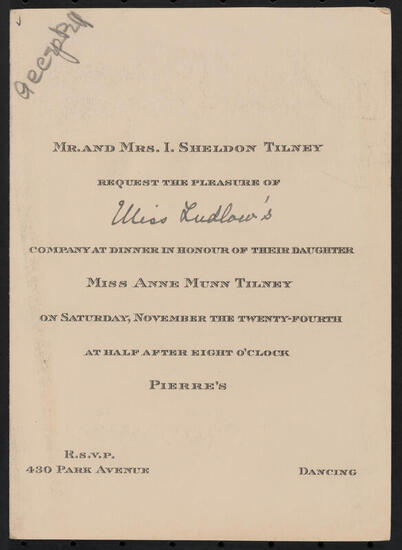 accptd
Mr. and Mrs. I. Sheldon Tilney
request the pleasure of
Miss Ludlow's
company at dinner in honour of their daughter
Miss Anne Munn Tilney
on Saturday, November the twenty-fourth
at half after eight o'clock
Pierre's
R.s.v.p.
430 Park Avenue
Dancing